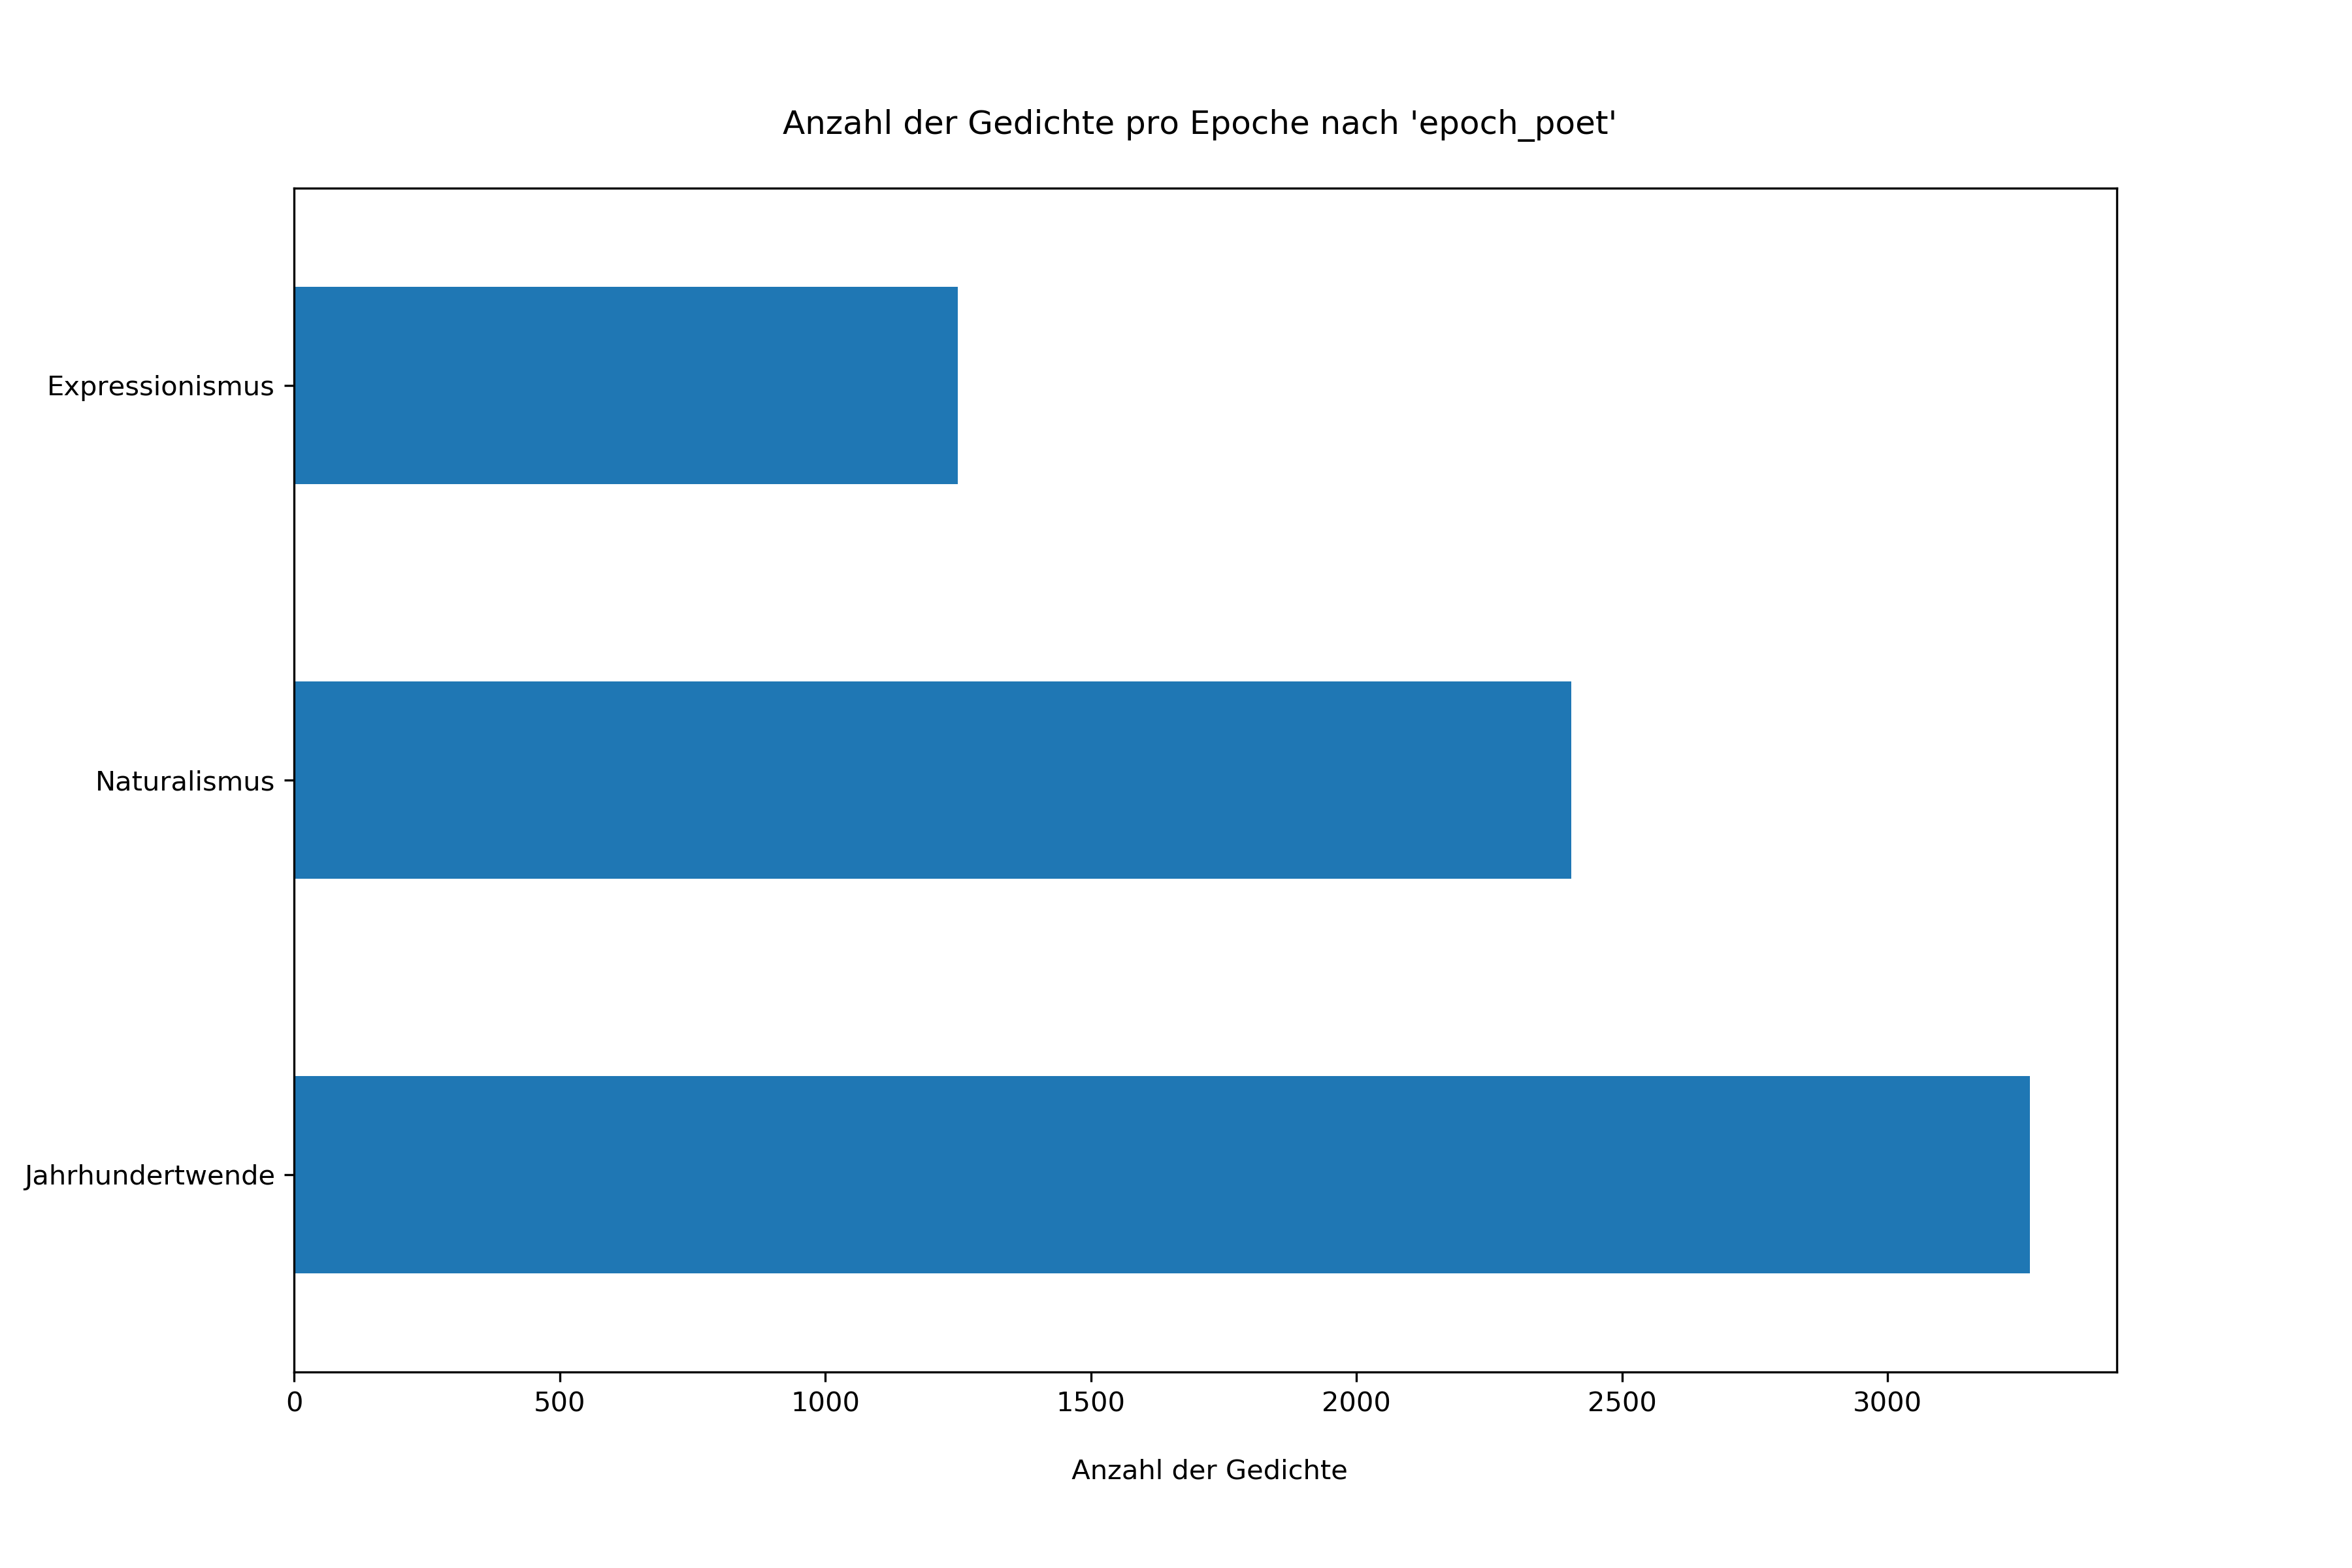 Anzahl der Gedichte pro Epoche nach 'epoch_poet'
Expressionismus
Naturalismus
Jahrhundertwende
0 500 1000 1500 2000 2500 3000
Anzahl der Gedichte